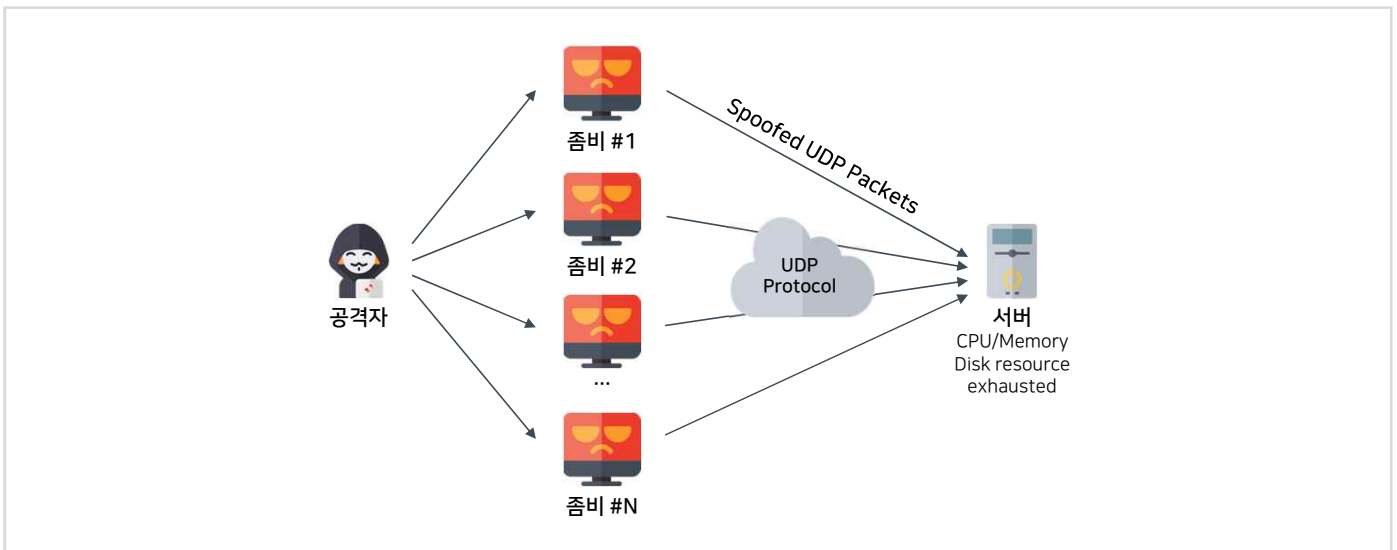 좀비 #1
Spoofed UDP Packets
좀비 #2
UDP
Protocol
공격자
...
서버
CPU/Memory
Disk resource
exhausted
좀비 #N